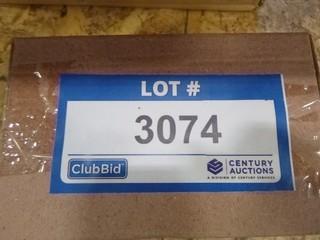 LOT #
3074
ClubBid
CENTURY
AUCTIONS
A DIVISION OF CENTURY SERVICES